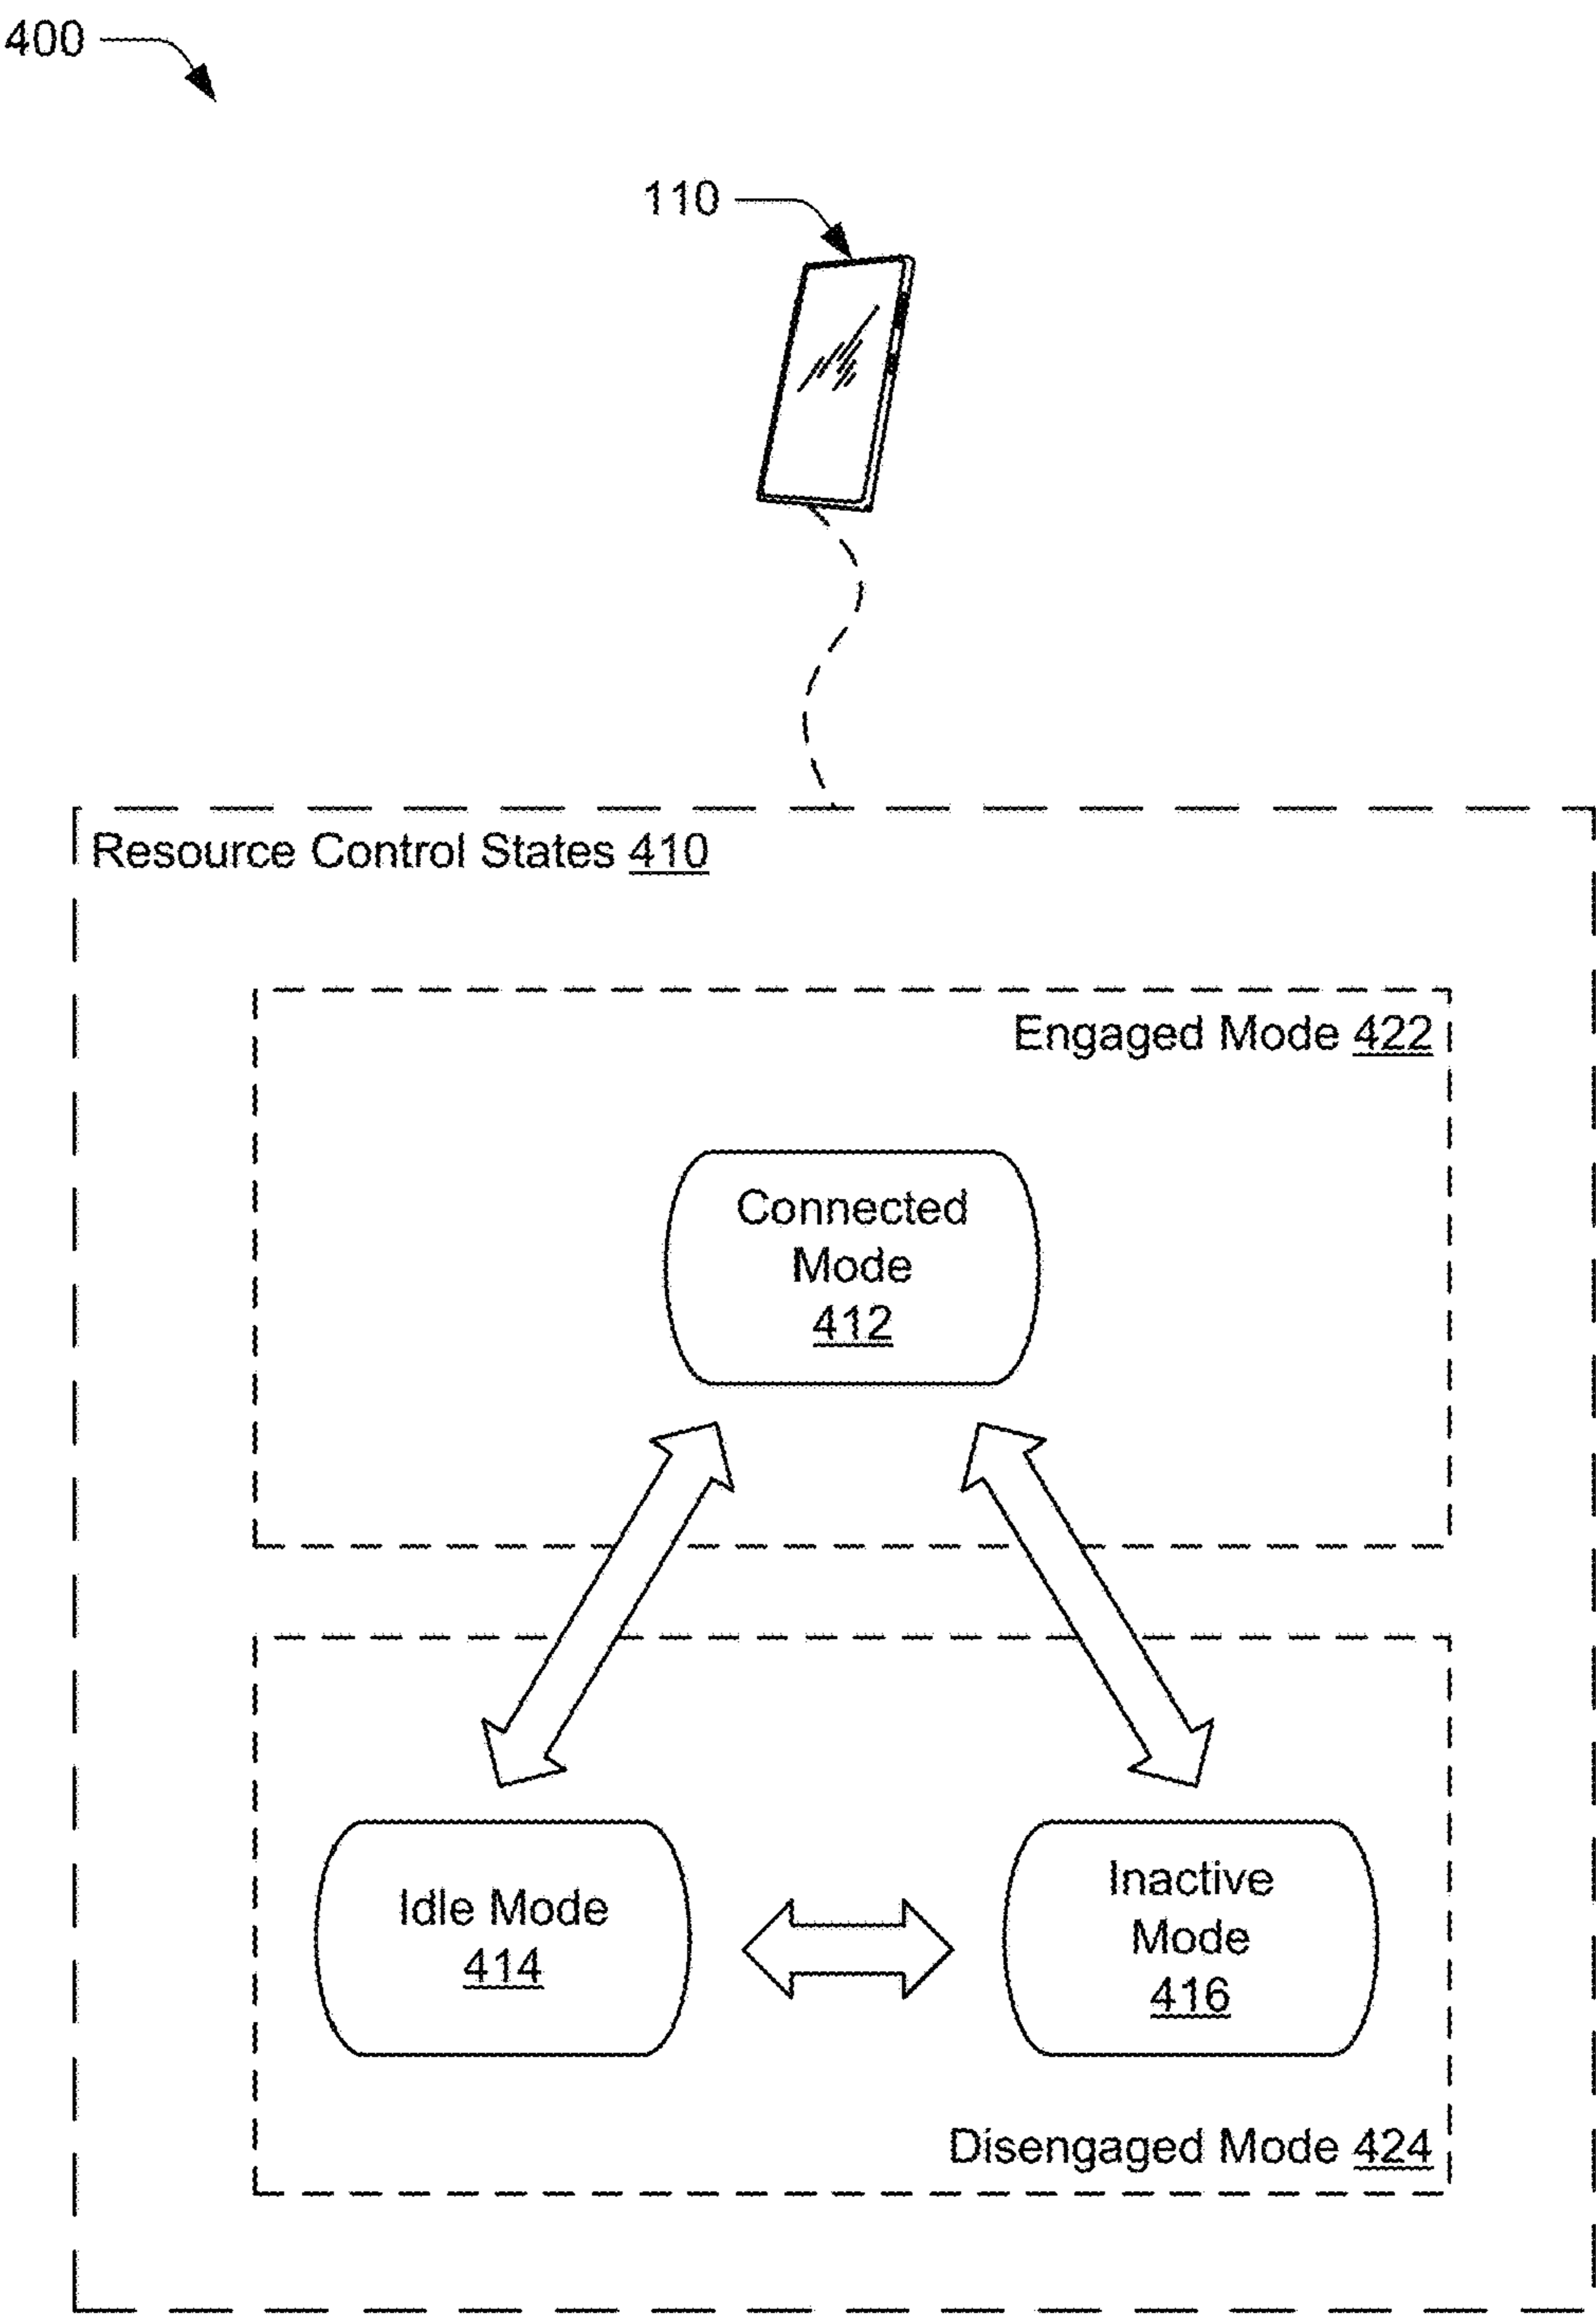 400
110
Resource Control States 410
Engaged Mode 422
Connected
Mode
412
Idle Mode
414
Inactive
Mode
416
Disengaged Mode 424